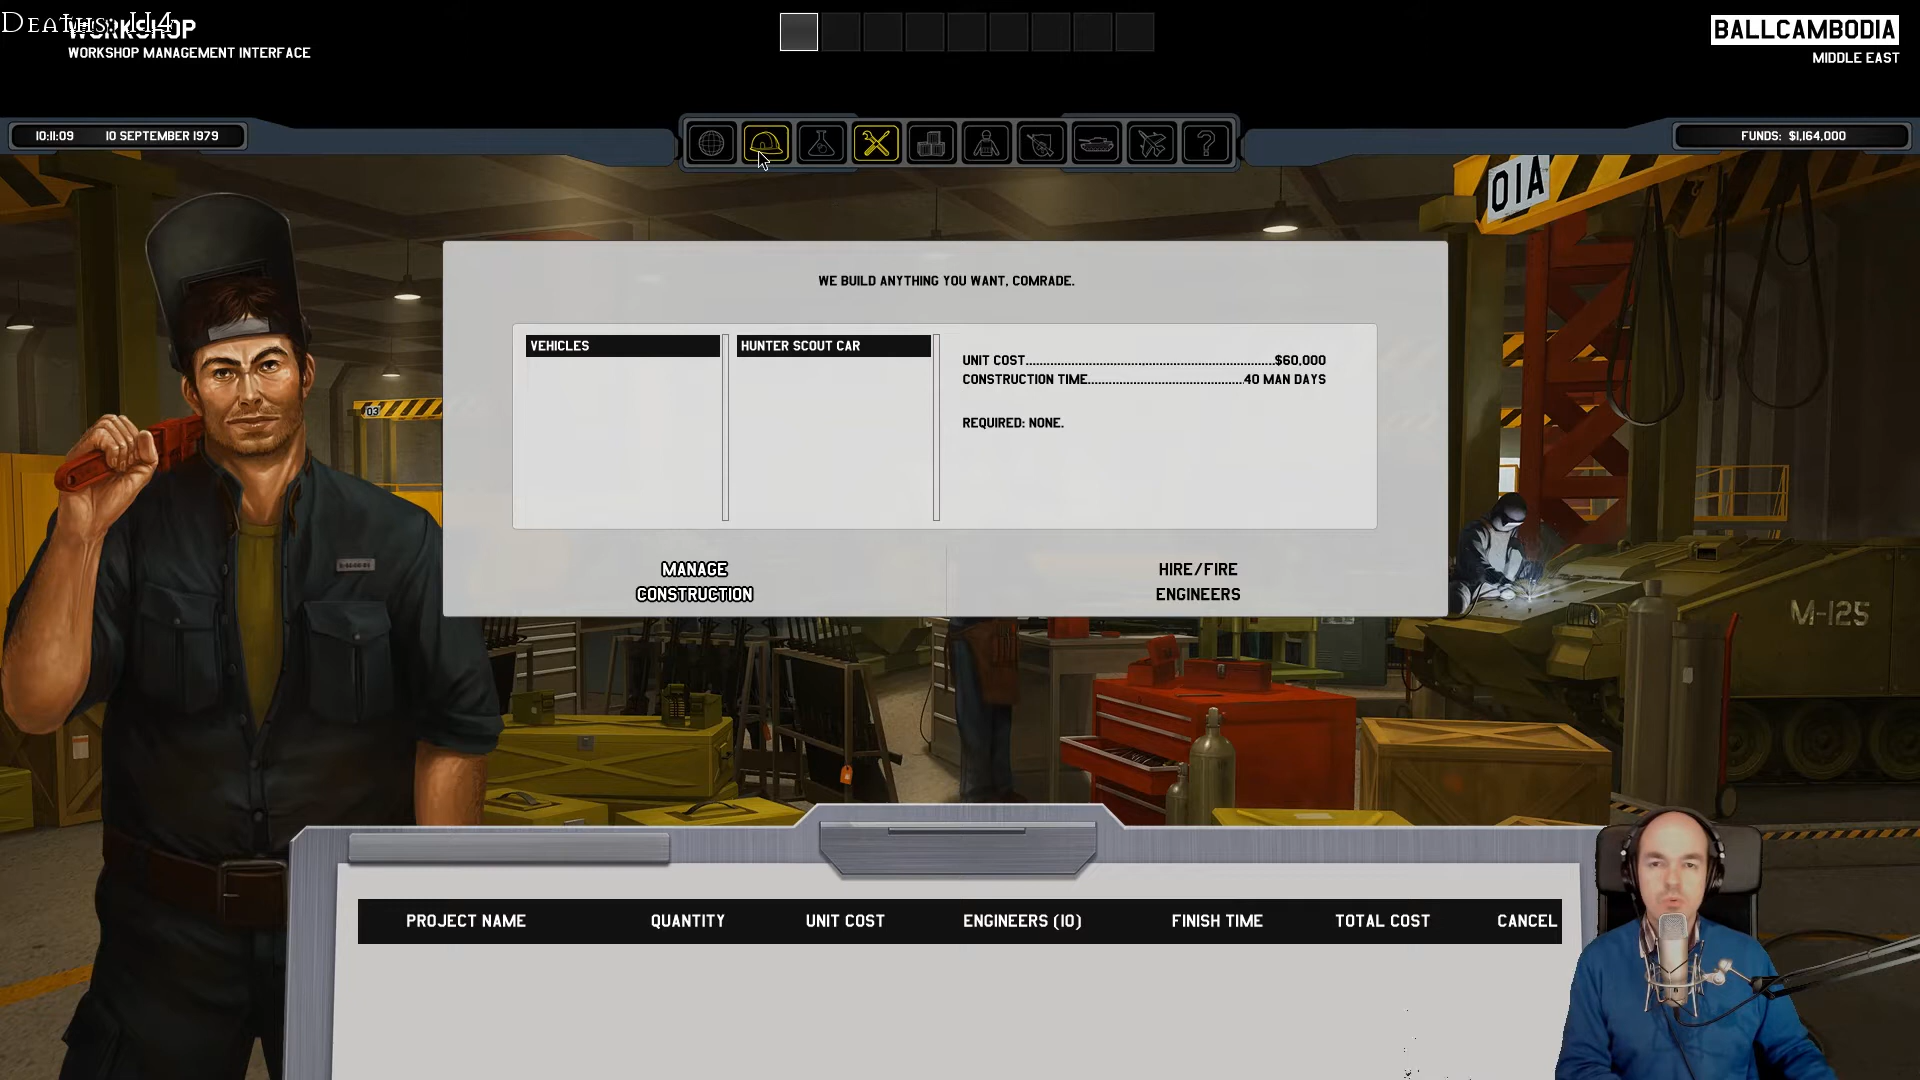 Deaths: 114
WORKSHOP
WORKSHOP MANAGEMENT INTERFACE
BALLCAMBODIA
MIDDLE EAST
10:11:09 10 SEPTEMBER 1979
FUNDS: $1,164,000
01A
03
WE BUILD ANYTHING YOU WANT, COMRADE.
VEHICLES
HUNTER SCOUT CAR
UNIT COST $60,000
CONSTRUCTION TIME 40 MAN DAYS
REQUIRED: NONE.
MANAGE
CONSTRUCTION
HIRE/FIRE
ENGINEERS
M-125
PROJECT NAME QUANTITY UNIT COST ENGINEERS (10) FINISH TIME TOTAL COST CANCEL